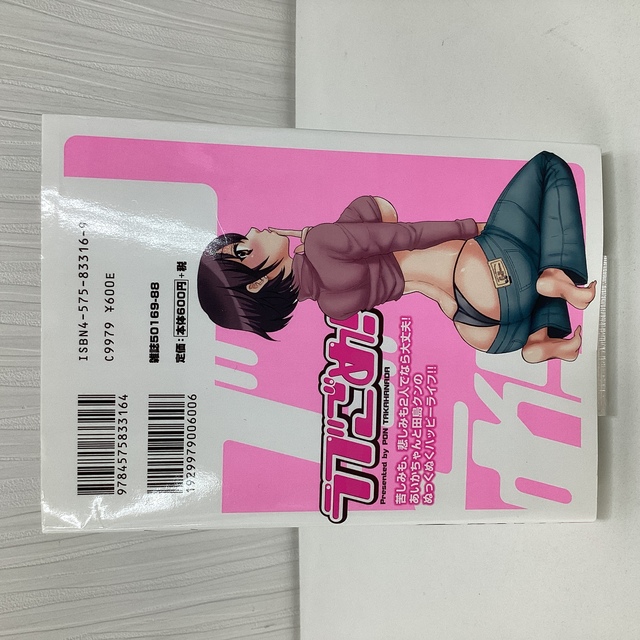 ラブごめ!
Presented by PON TAKAHANADA
苦しみも、悲しみも2人でなら大丈夫!
あいかちゃんと田島クンの
ぬっくぬくハッピーライフ!!
ISBN4-575-83316-9
C9979 ¥600E
雑誌50169-88
定価:本体600円+税
9784575833164
1929979006006